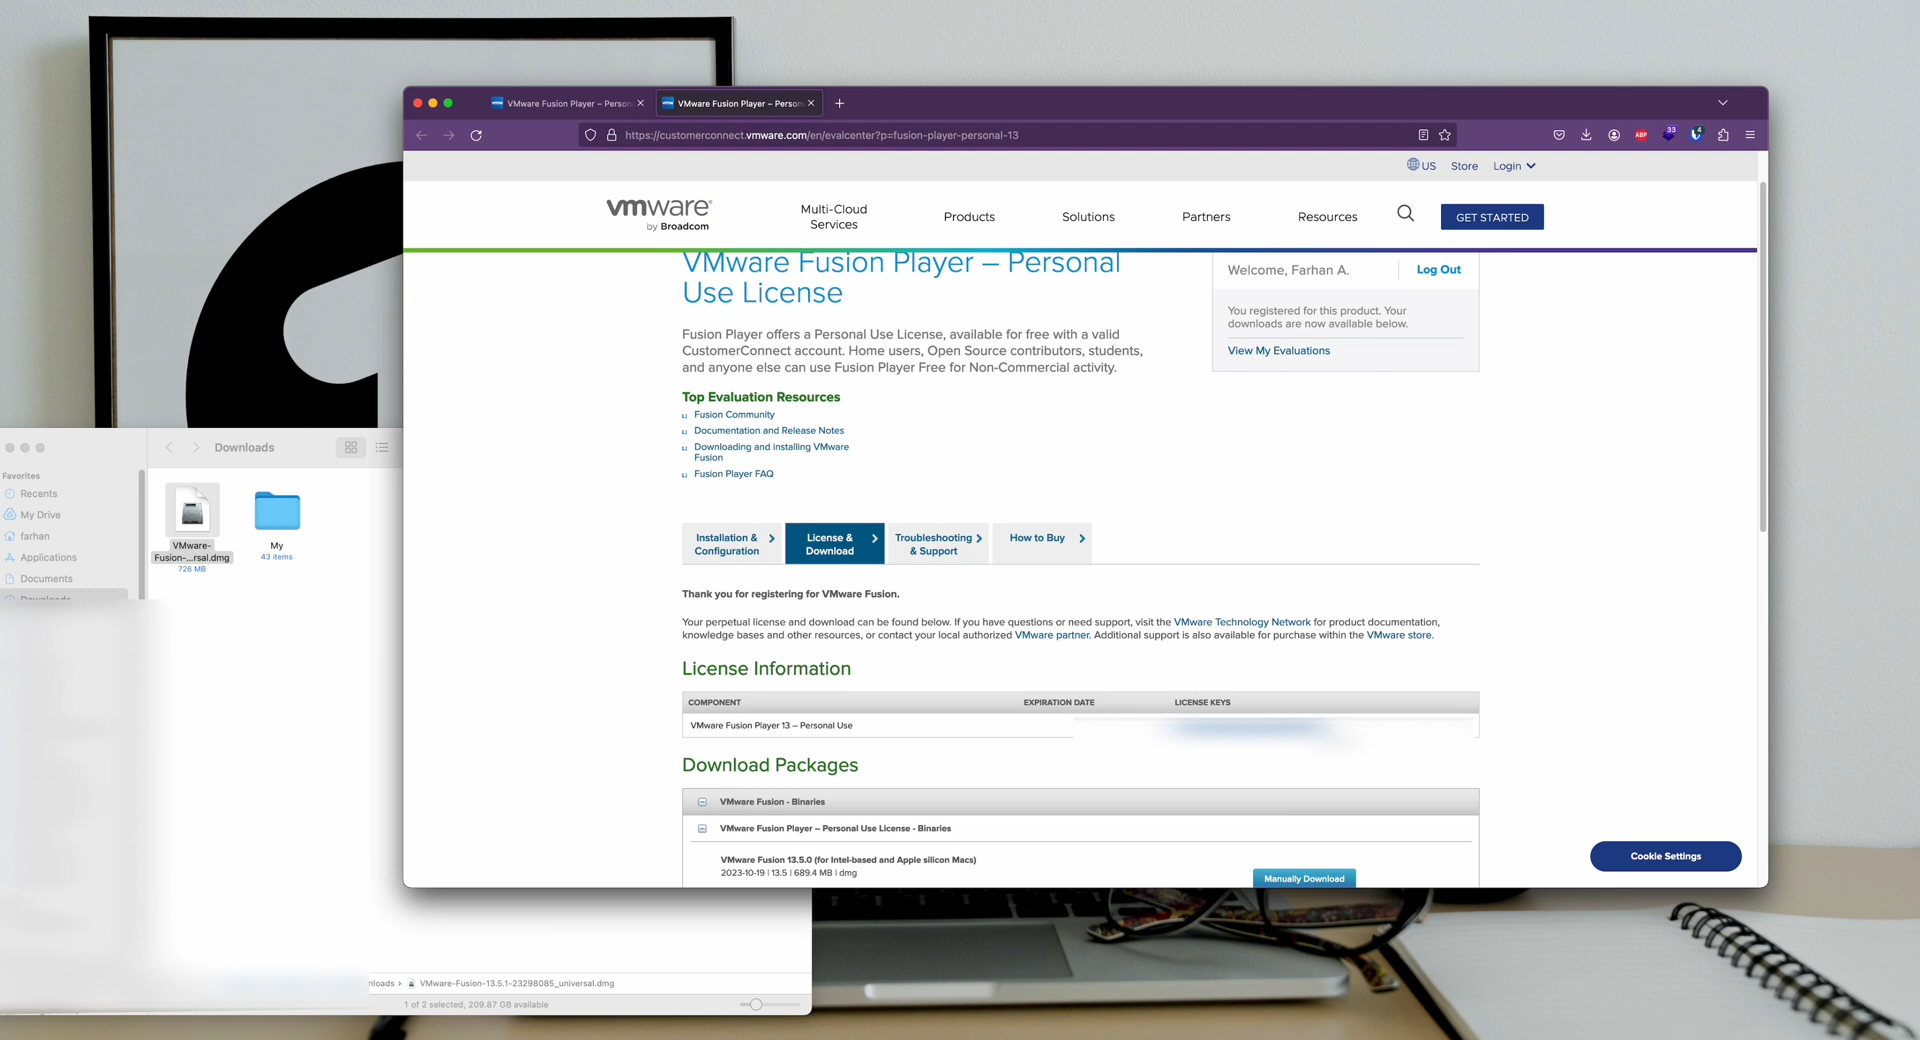 VMware Fusion Player – Person
VMware Fusion Player – Person
https://customerconnect.vmware.com/en/evalcenter?p=fusion-player-personal-13
ABP
33
4
US
Store
Login
vmware®
by Broadcom
Multi-Cloud
Services
Products
Solutions
Partners
Resources
GET STARTED
VMware Fusion Player – Personal
Use License
Welcome, Farhan A.
Log Out
You registered for this product. Your
downloads are now available below.
View My Evaluations
Fusion Player offers a Personal Use License, available for free with a valid
CustomerConnect account. Home users, Open Source contributors, students,
and anyone else can use Fusion Player Free for Non-Commercial activity.
Top Evaluation Resources
Fusion Community
Documentation and Release Notes
Downloading and installing VMware
Fusion
Fusion Player FAQ
Installation &
Configuration
License &
Download
Troubleshooting
& Support
How to Buy
Thank you for registering for VMware Fusion.
Your perpetual license and download can be found below. If you have questions or need support, visit the VMware Technology Network for product documentation,
knowledge bases and other resources, or contact your local authorized VMware partner. Additional support is also available for purchase within the VMware store.
License Information
COMPONENT
EXPIRATION DATE
LICENSE KEYS
VMware Fusion Player 13 – Personal Use
Download Packages
VMware Fusion - Binaries
VMware Fusion Player – Personal Use License - Binaries
VMware Fusion 13.5.0 (for Intel-based and Apple silicon Macs)
2023-10-19 | 13.5 | 689.4 MB | dmg
Manually Download
Cookie Settings
Downloads
Favorites
Recents
My Drive
farhan
Applications
Documents
Downloads
VMware-
Fusion-...rsal.dmg
726 MB
My
43 items
nloads › VMware-Fusion-13.5.1-23298085_universal.dmg
1 of 2 selected, 209.87 GB available